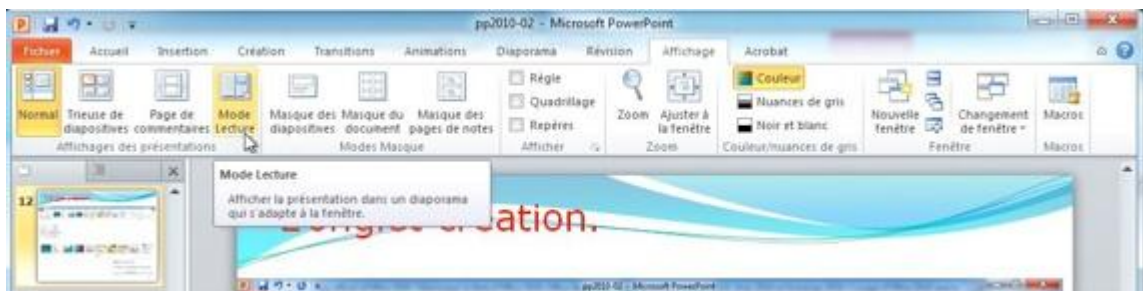 pp2010-02 - Microsoft PowerPoint
Fichier Accueil Insertion Création Transitions Animations Diaporama Révision Affichage Acrobat
Normal
Trieuse de diapositives
Page de commentaires
Mode Lecture
Affichages des présentations
Masque des diapositives
Masque du document
Masque des pages de notes
Modes Masque
Règle
Quadrillage
Repères
Afficher
Zoom
Ajuster à la fenêtre
Zoom
Couleur
Nuances de gris
Noir et blanc
Couleur/nuances de gris
Nouvelle fenêtre
Changement de fenêtre
Fenêtre
Macros
Macros
Mode Lecture
Afficher la présentation dans un diaporama
qui s'adapte à la fenêtre.
12
création.
pp2010-02 - Microsoft PowerPoint